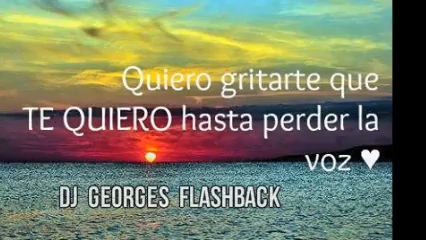 Quiero gritarte que
TE QUIERO hasta perder la
voz ♥
DJ GEORGES FLASHBACK